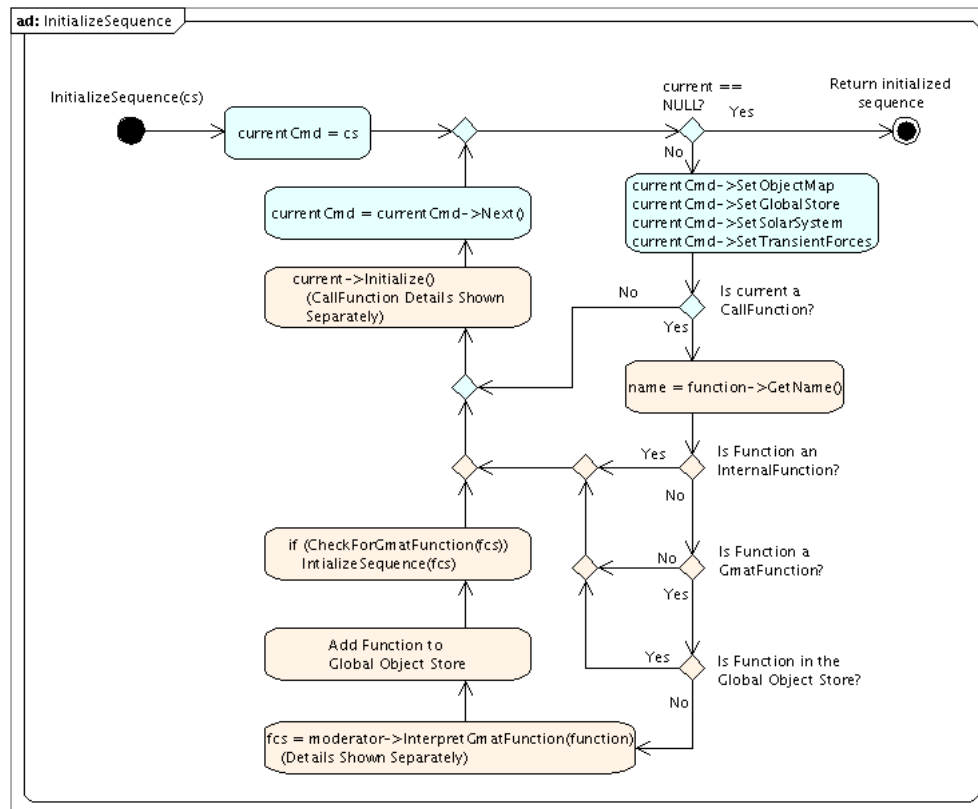 ad: InitializeSequence
InitializeSequence(cs)
currentCmd = cs
current ==
NULL?
Yes
Return initialized
sequence
No
currentCmd->SetObjectMap
currentCmd->SetGlobalStore
currentCmd->SetSolarSystem
currentCmd->SetTransientForces
currentCmd = currentCmd->Next()
current->Initialize()
(CallFunction Details Shown
Separately)
No
Is current a
CallFunction?
Yes
name = function->GetName()
Yes
Is Function an
InternalFunction?
No
if (CheckForGmatFunction(fcs))
IntializeSequence(fcs)
No
Is Function a
GmatFunction?
Yes
Add Function to
Global Object Store
Yes
Is Function in the
Global Object Store?
No
fcs = moderator->InterpretGmatFunction(function)
(Details Shown Separately)